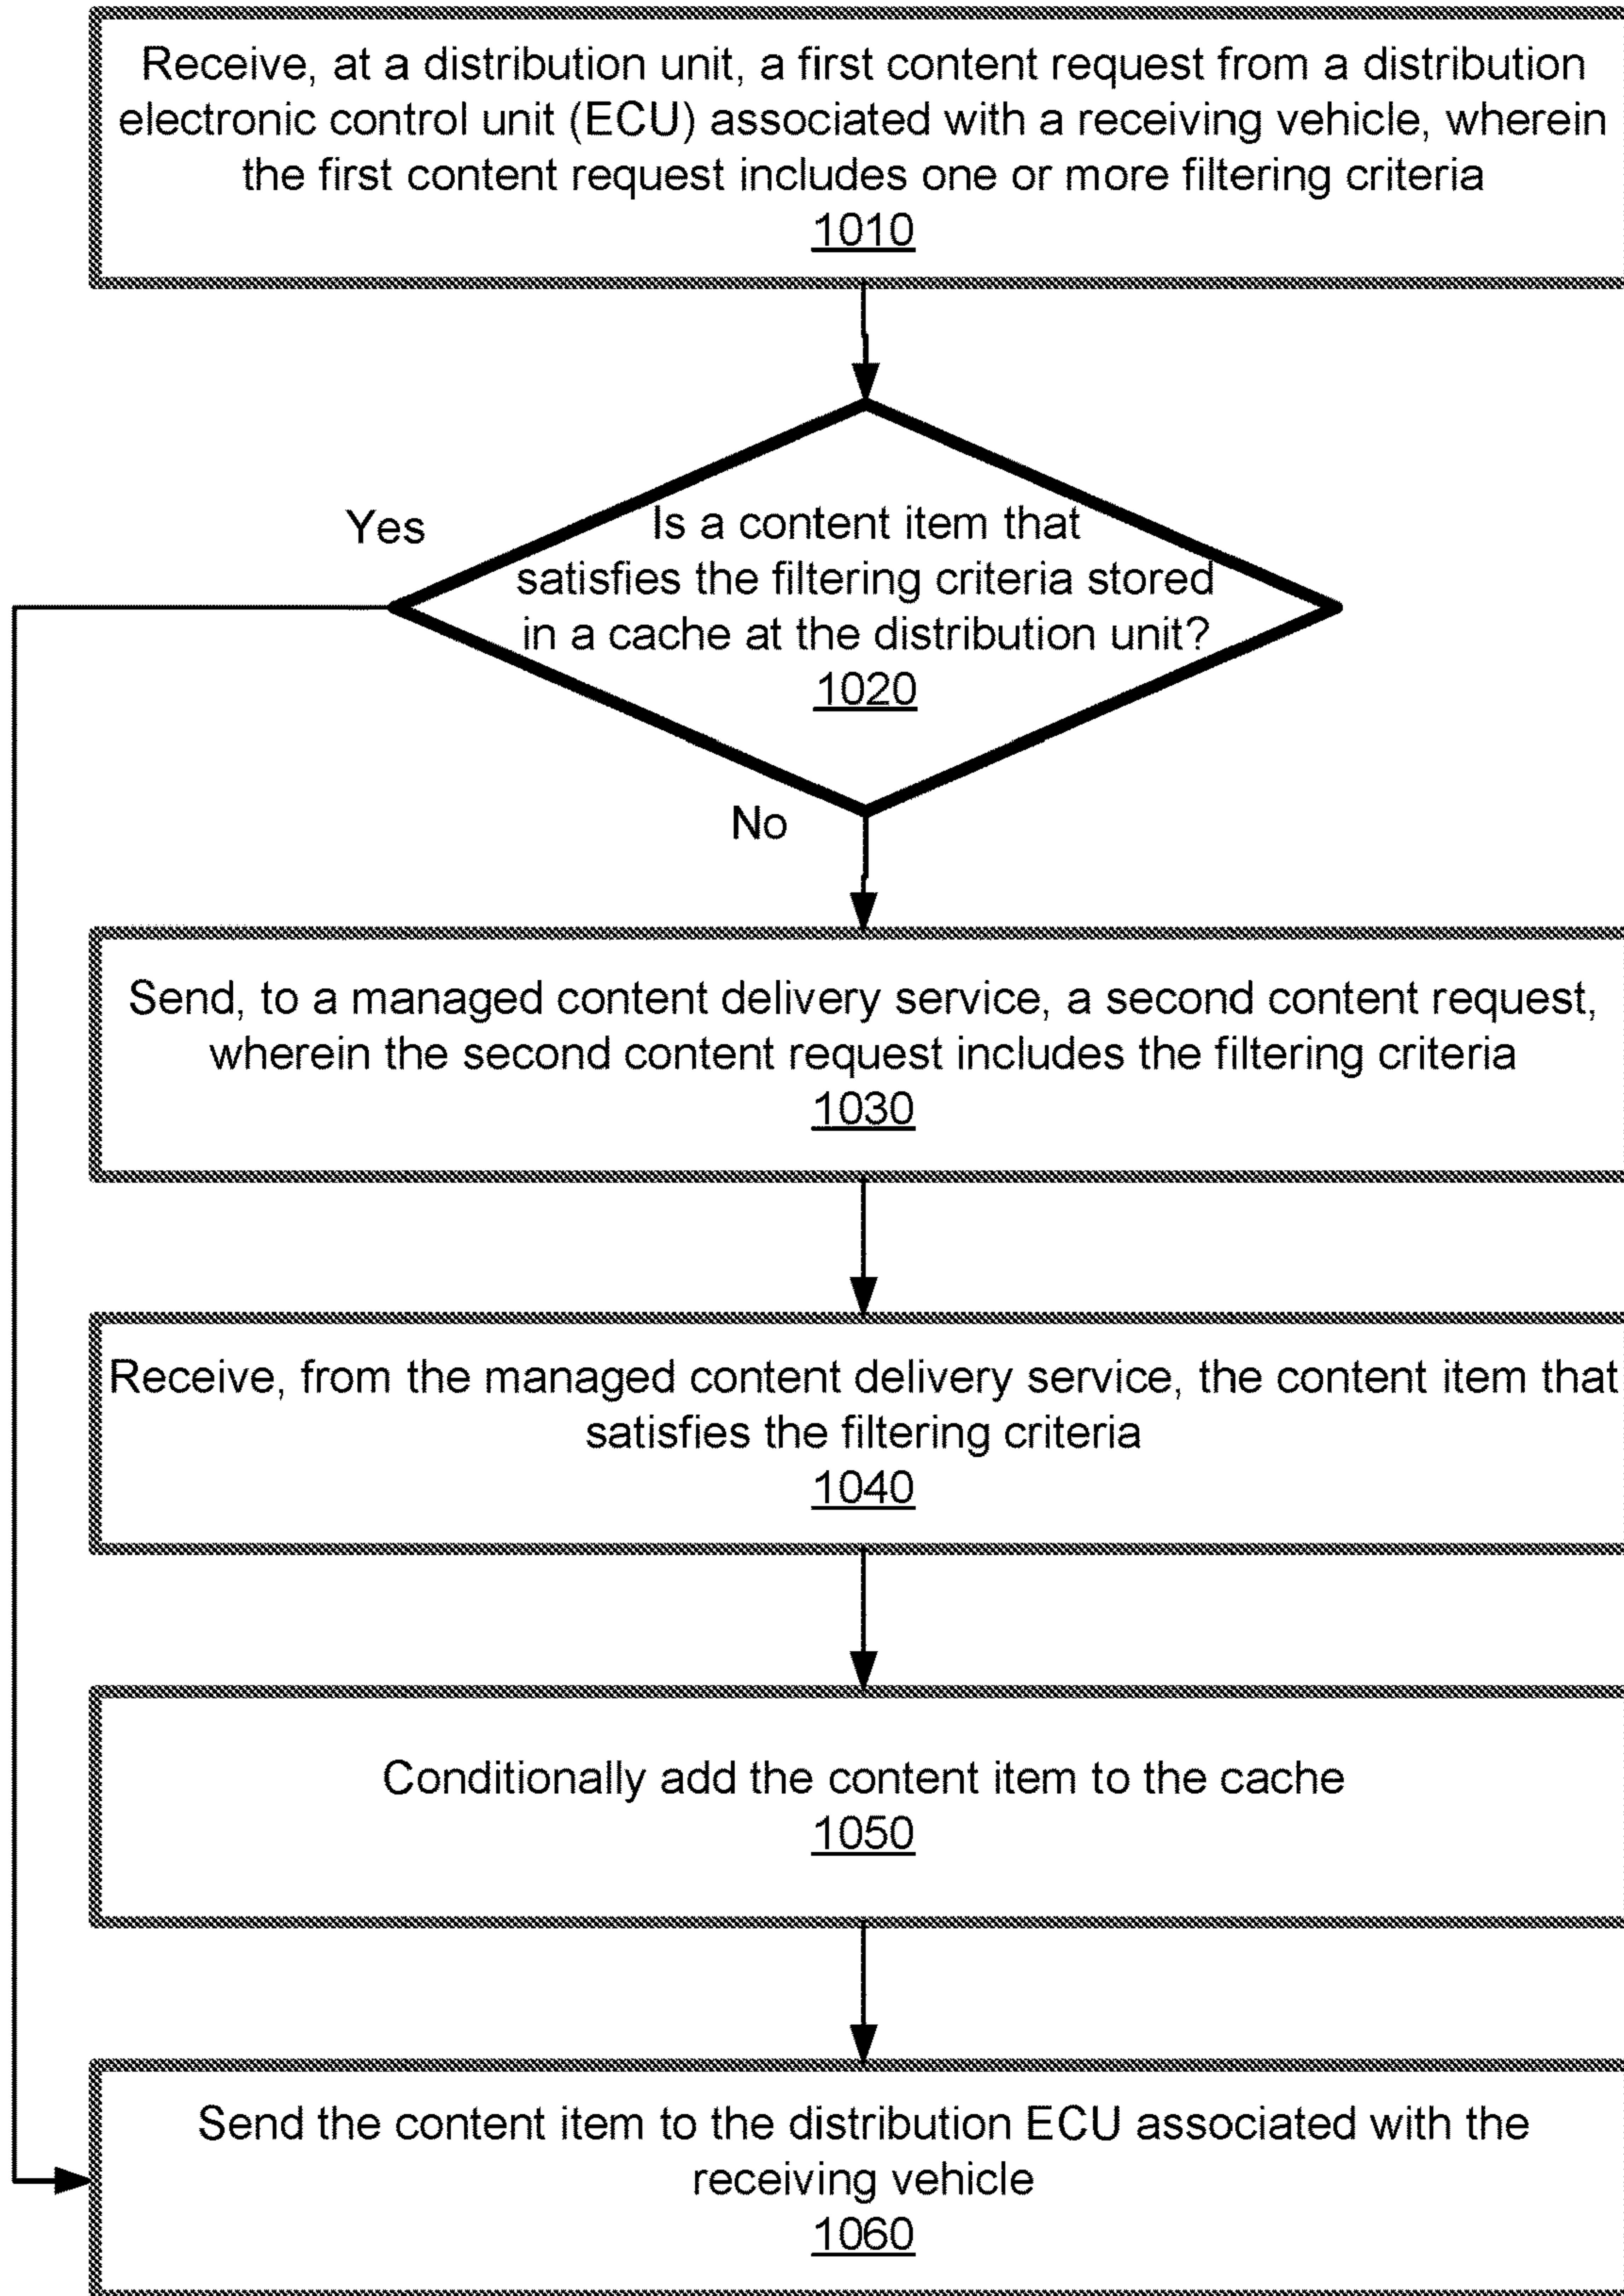 Receive, at a distribution unit, a first content request from a distribution
electronic control unit (ECU) associated with a receiving vehicle, wherein
the first content request includes one or more filtering criteria
1010
Yes
Is a content item that
satisfies the filtering criteria stored
in a cache at the distribution unit?
1020
No
Send, to a managed content delivery service, a second content request,
wherein the second content request includes the filtering criteria
1030
Receive, from the managed content delivery service, the content item that
satisfies the filtering criteria
1040
Conditionally add the content item to the cache
1050
Send the content item to the distribution ECU associated with the
receiving vehicle
1060